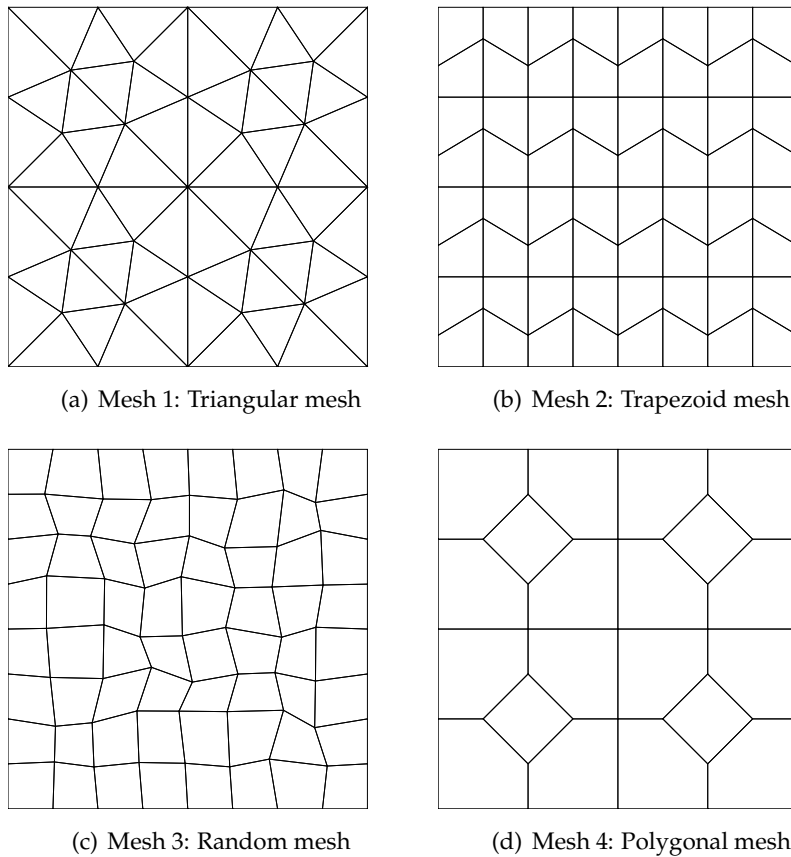 (a) Mesh 1: Triangular mesh
(b) Mesh 2: Trapezoid mesh
(c) Mesh 3: Random mesh
(d) Mesh 4: Polygonal mesh